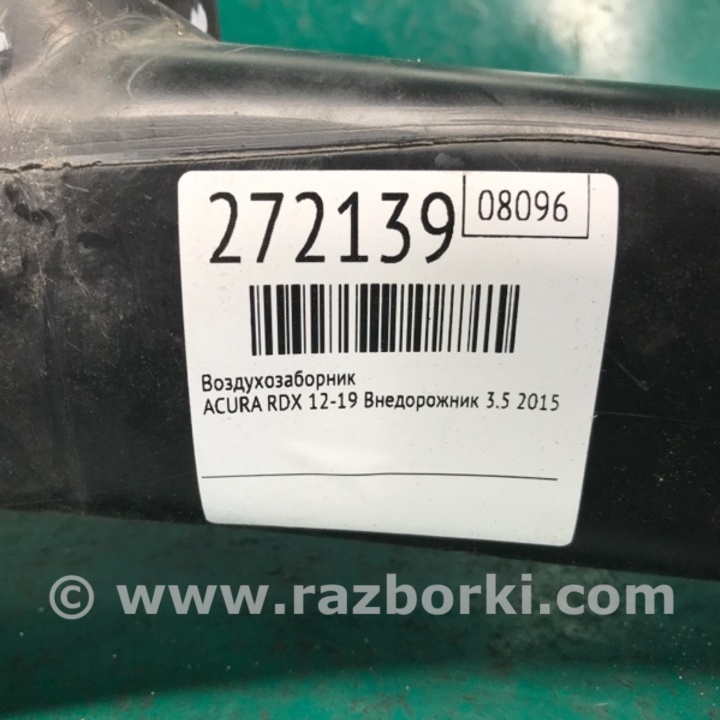 272139
08096
Воздухозаборник
ACURA RDX 12-19 Внедорожник 3.5 2015
© www.razborki.com